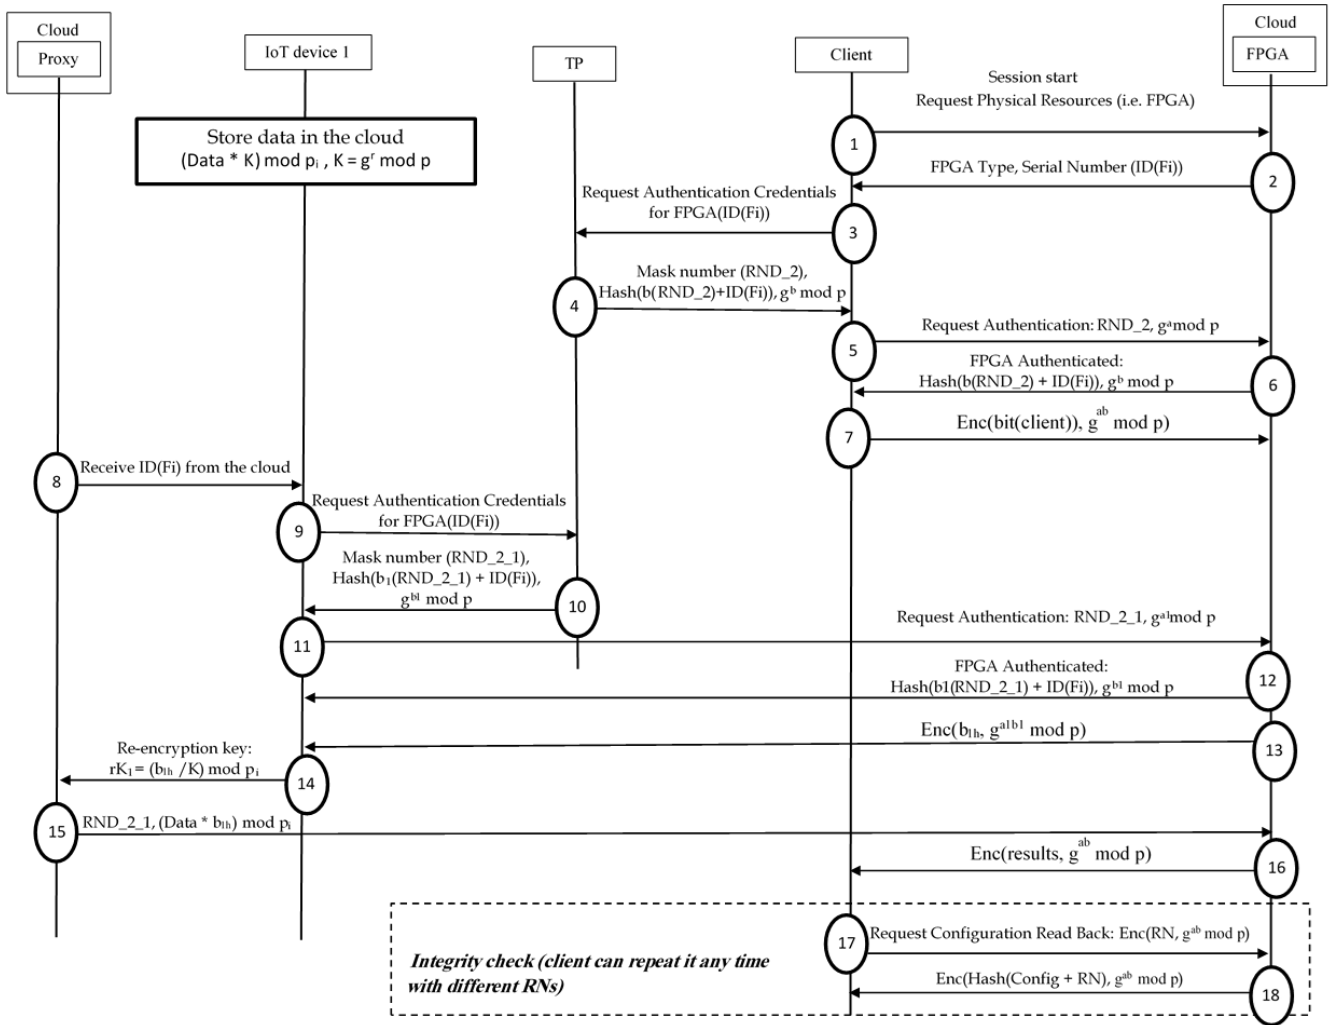 Cloud
Proxy
IoT device 1
TP
Client
Cloud
FPGA
Session start
Request Physical Resources (i.e. FPGA)
Store data in the cloud
(Data * K) mod pᵢ , K = gʳ mod p
1
FPGA Type, Serial Number (ID(Fi))
2
Request Authentication Credentials
for FPGA(ID(Fi))
3
Mask number (RND_2),
Hash(b(RND_2)+ID(Fi)), gᵇ mod p
4
Request Authentication: RND_2, gᵃmod p
5
FPGA Authenticated:
Hash(b(RND_2) + ID(Fi)), gᵇ mod p
6
Enc(bit(client)), gᵃᵇ mod p)
7
Receive ID(Fi) from the cloud
8
Request Authentication Credentials
for FPGA(ID(Fi))
9
Mask number (RND_2_1),
Hash(b₁(RND_2_1) + ID(Fi)),
gᵇ¹ mod p
10
Request Authentication: RND_2_1, gᵃ¹mod p
11
FPGA Authenticated:
Hash(b1(RND_2_1) + ID(Fi)), gᵇ¹ mod p
12
Enc(b₁ₕ, gᵃ¹ᵇ¹ mod p)
13
Re-encryption key:
rK₁ = (b₁ₕ /K) mod pᵢ
14
RND_2_1, (Data * b₁ₕ) mod pᵢ
15
Enc(results, gᵃᵇ mod p)
16
Request Configuration Read Back: Enc(RN, gᵃᵇ mod p)
17
Integrity check (client can repeat it any time
with different RNs)
Enc(Hash(Config + RN), gᵃᵇ mod p)
18